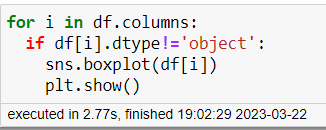 for i in df.columns:
  if df[i].dtype!='object':
    sns.boxplot(df[i])
    plt.show()
executed in 2.77s, finished 19:02:29 2023-03-22